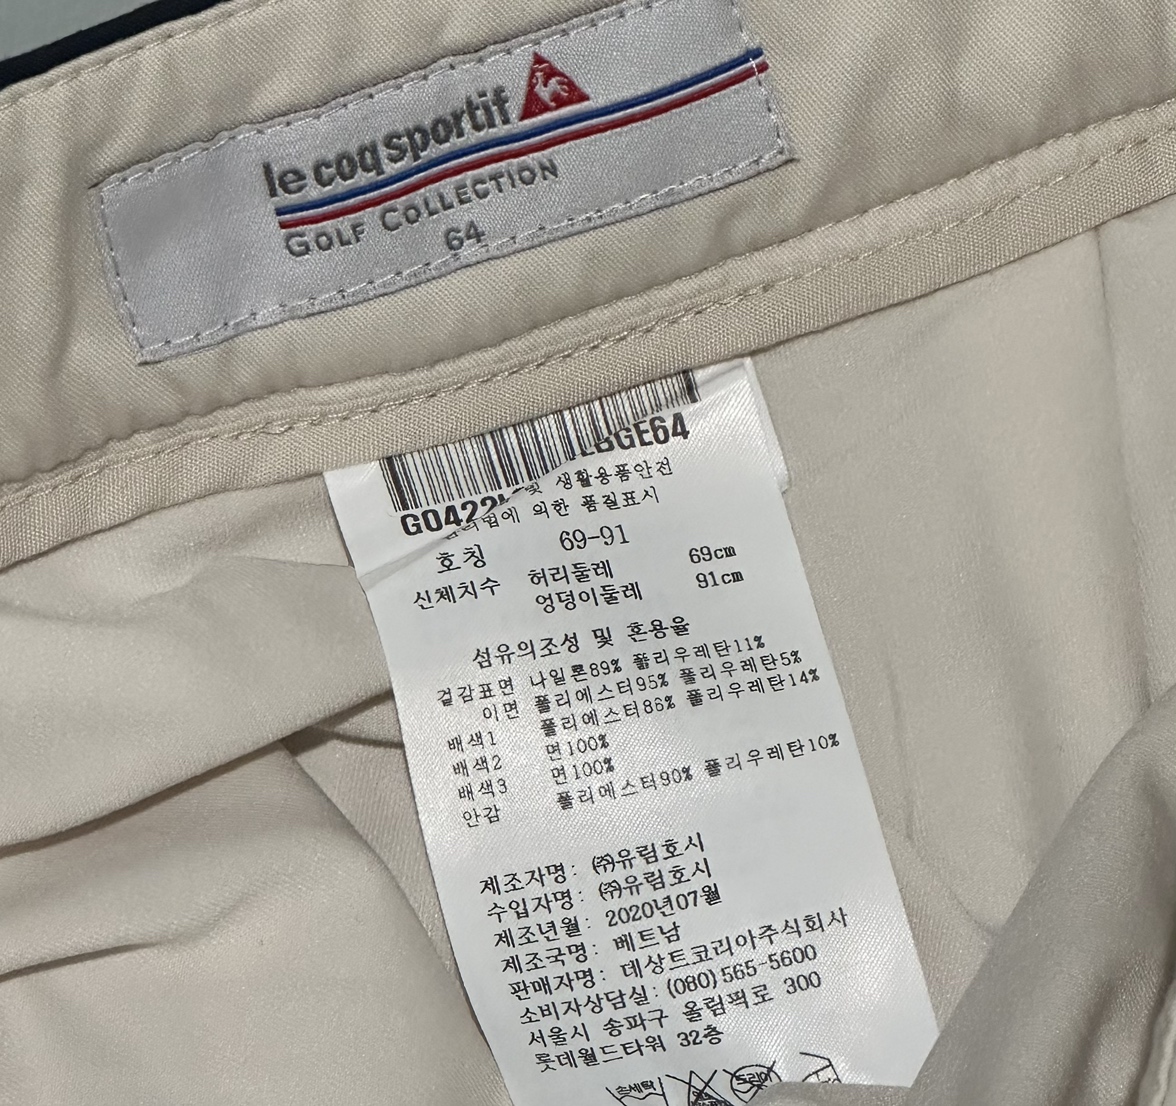 le coq sportif
GOLF COLLECTION
64
G0422 LBGE64
및 생활용품안전
법에 의한 품질표시
호칭 69-91
신체치수 허리둘레 69cm
엉덩이둘레 91cm
섬유의조성 및 혼용율
겉감표면 나일론89% 폴리우레탄11%
이면 폴리에스터95% 폴리우레탄5%
배색1 폴리에스터86% 폴리우레탄14%
배색2 면100%
배색3 면100%
안감 폴리에스터90% 폴리우레탄10%
제조자명: ㈜유림호시
수입자명: ㈜유림호시
제조년월: 2020년07월
제조국명: 베트남
판매자명: 데상트코리아주식회사
소비자상담실: (080)565-5600
서울시 송파구 올림픽로 300
롯데월드타워 32층
손세탁
드라이